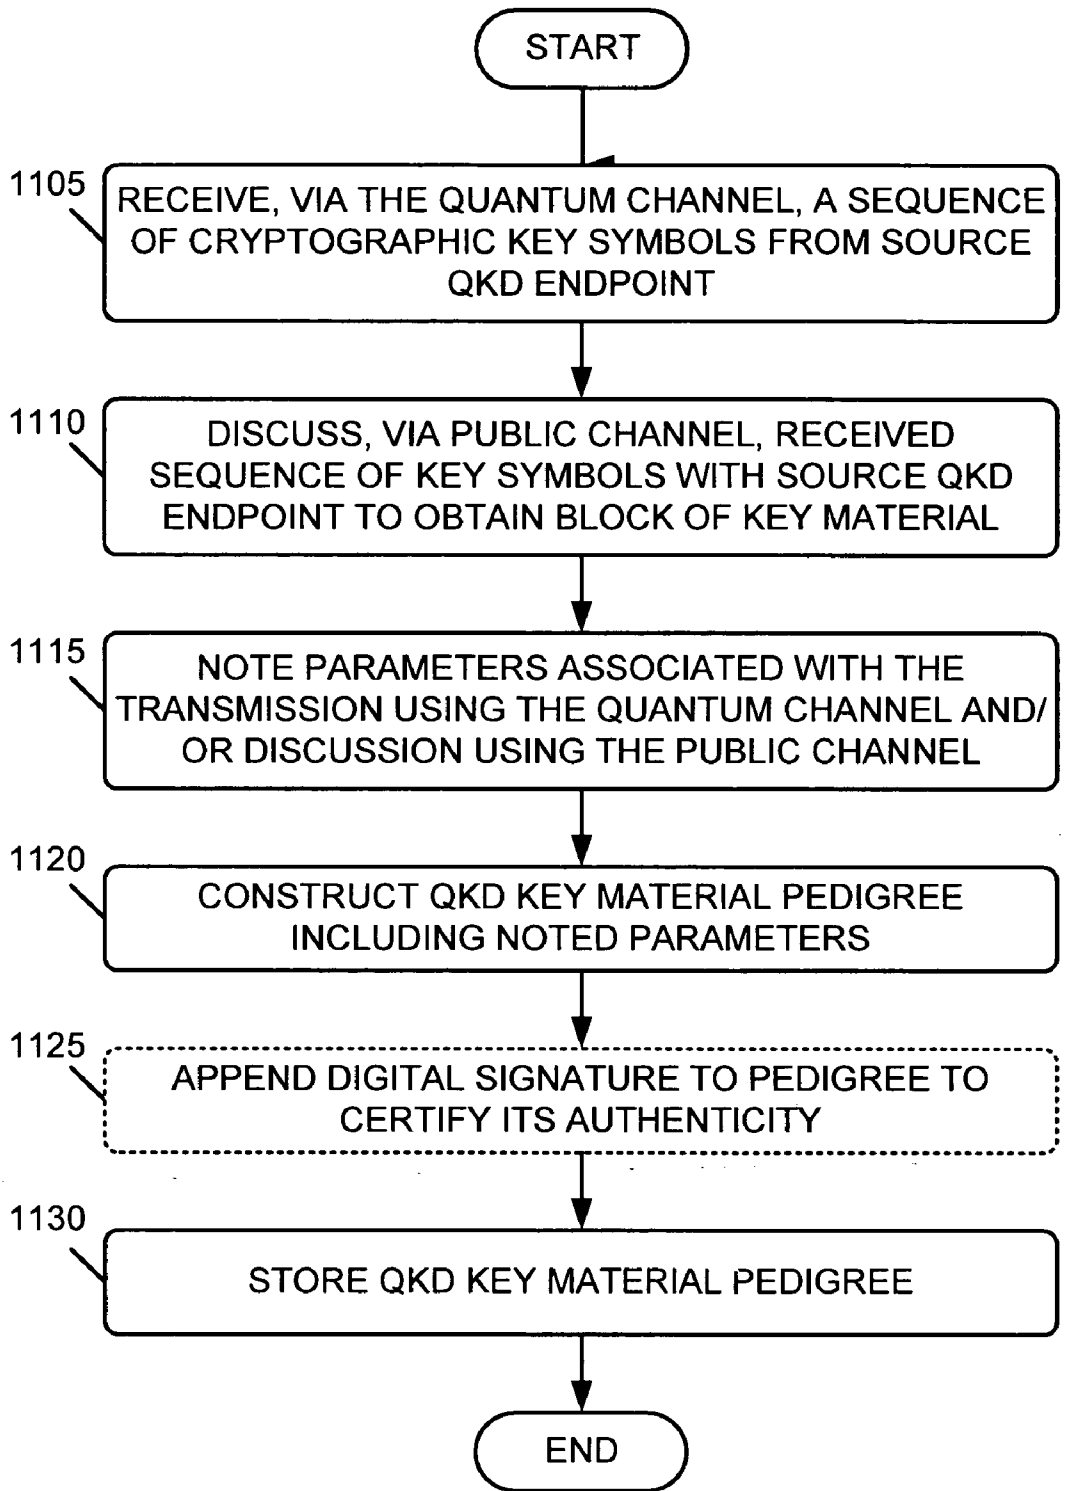 START
1105
RECEIVE, VIA THE QUANTUM CHANNEL, A SEQUENCE
OF CRYPTOGRAPHIC KEY SYMBOLS FROM SOURCE
QKD ENDPOINT
1110
DISCUSS, VIA PUBLIC CHANNEL, RECEIVED
SEQUENCE OF KEY SYMBOLS WITH SOURCE QKD
ENDPOINT TO OBTAIN BLOCK OF KEY MATERIAL
1115
NOTE PARAMETERS ASSOCIATED WITH THE
TRANSMISSION USING THE QUANTUM CHANNEL AND/
OR DISCUSSION USING THE PUBLIC CHANNEL
1120
CONSTRUCT QKD KEY MATERIAL PEDIGREE
INCLUDING NOTED PARAMETERS
1125
APPEND DIGITAL SIGNATURE TO PEDIGREE TO
CERTIFY ITS AUTHENTICITY
1130
STORE QKD KEY MATERIAL PEDIGREE
END